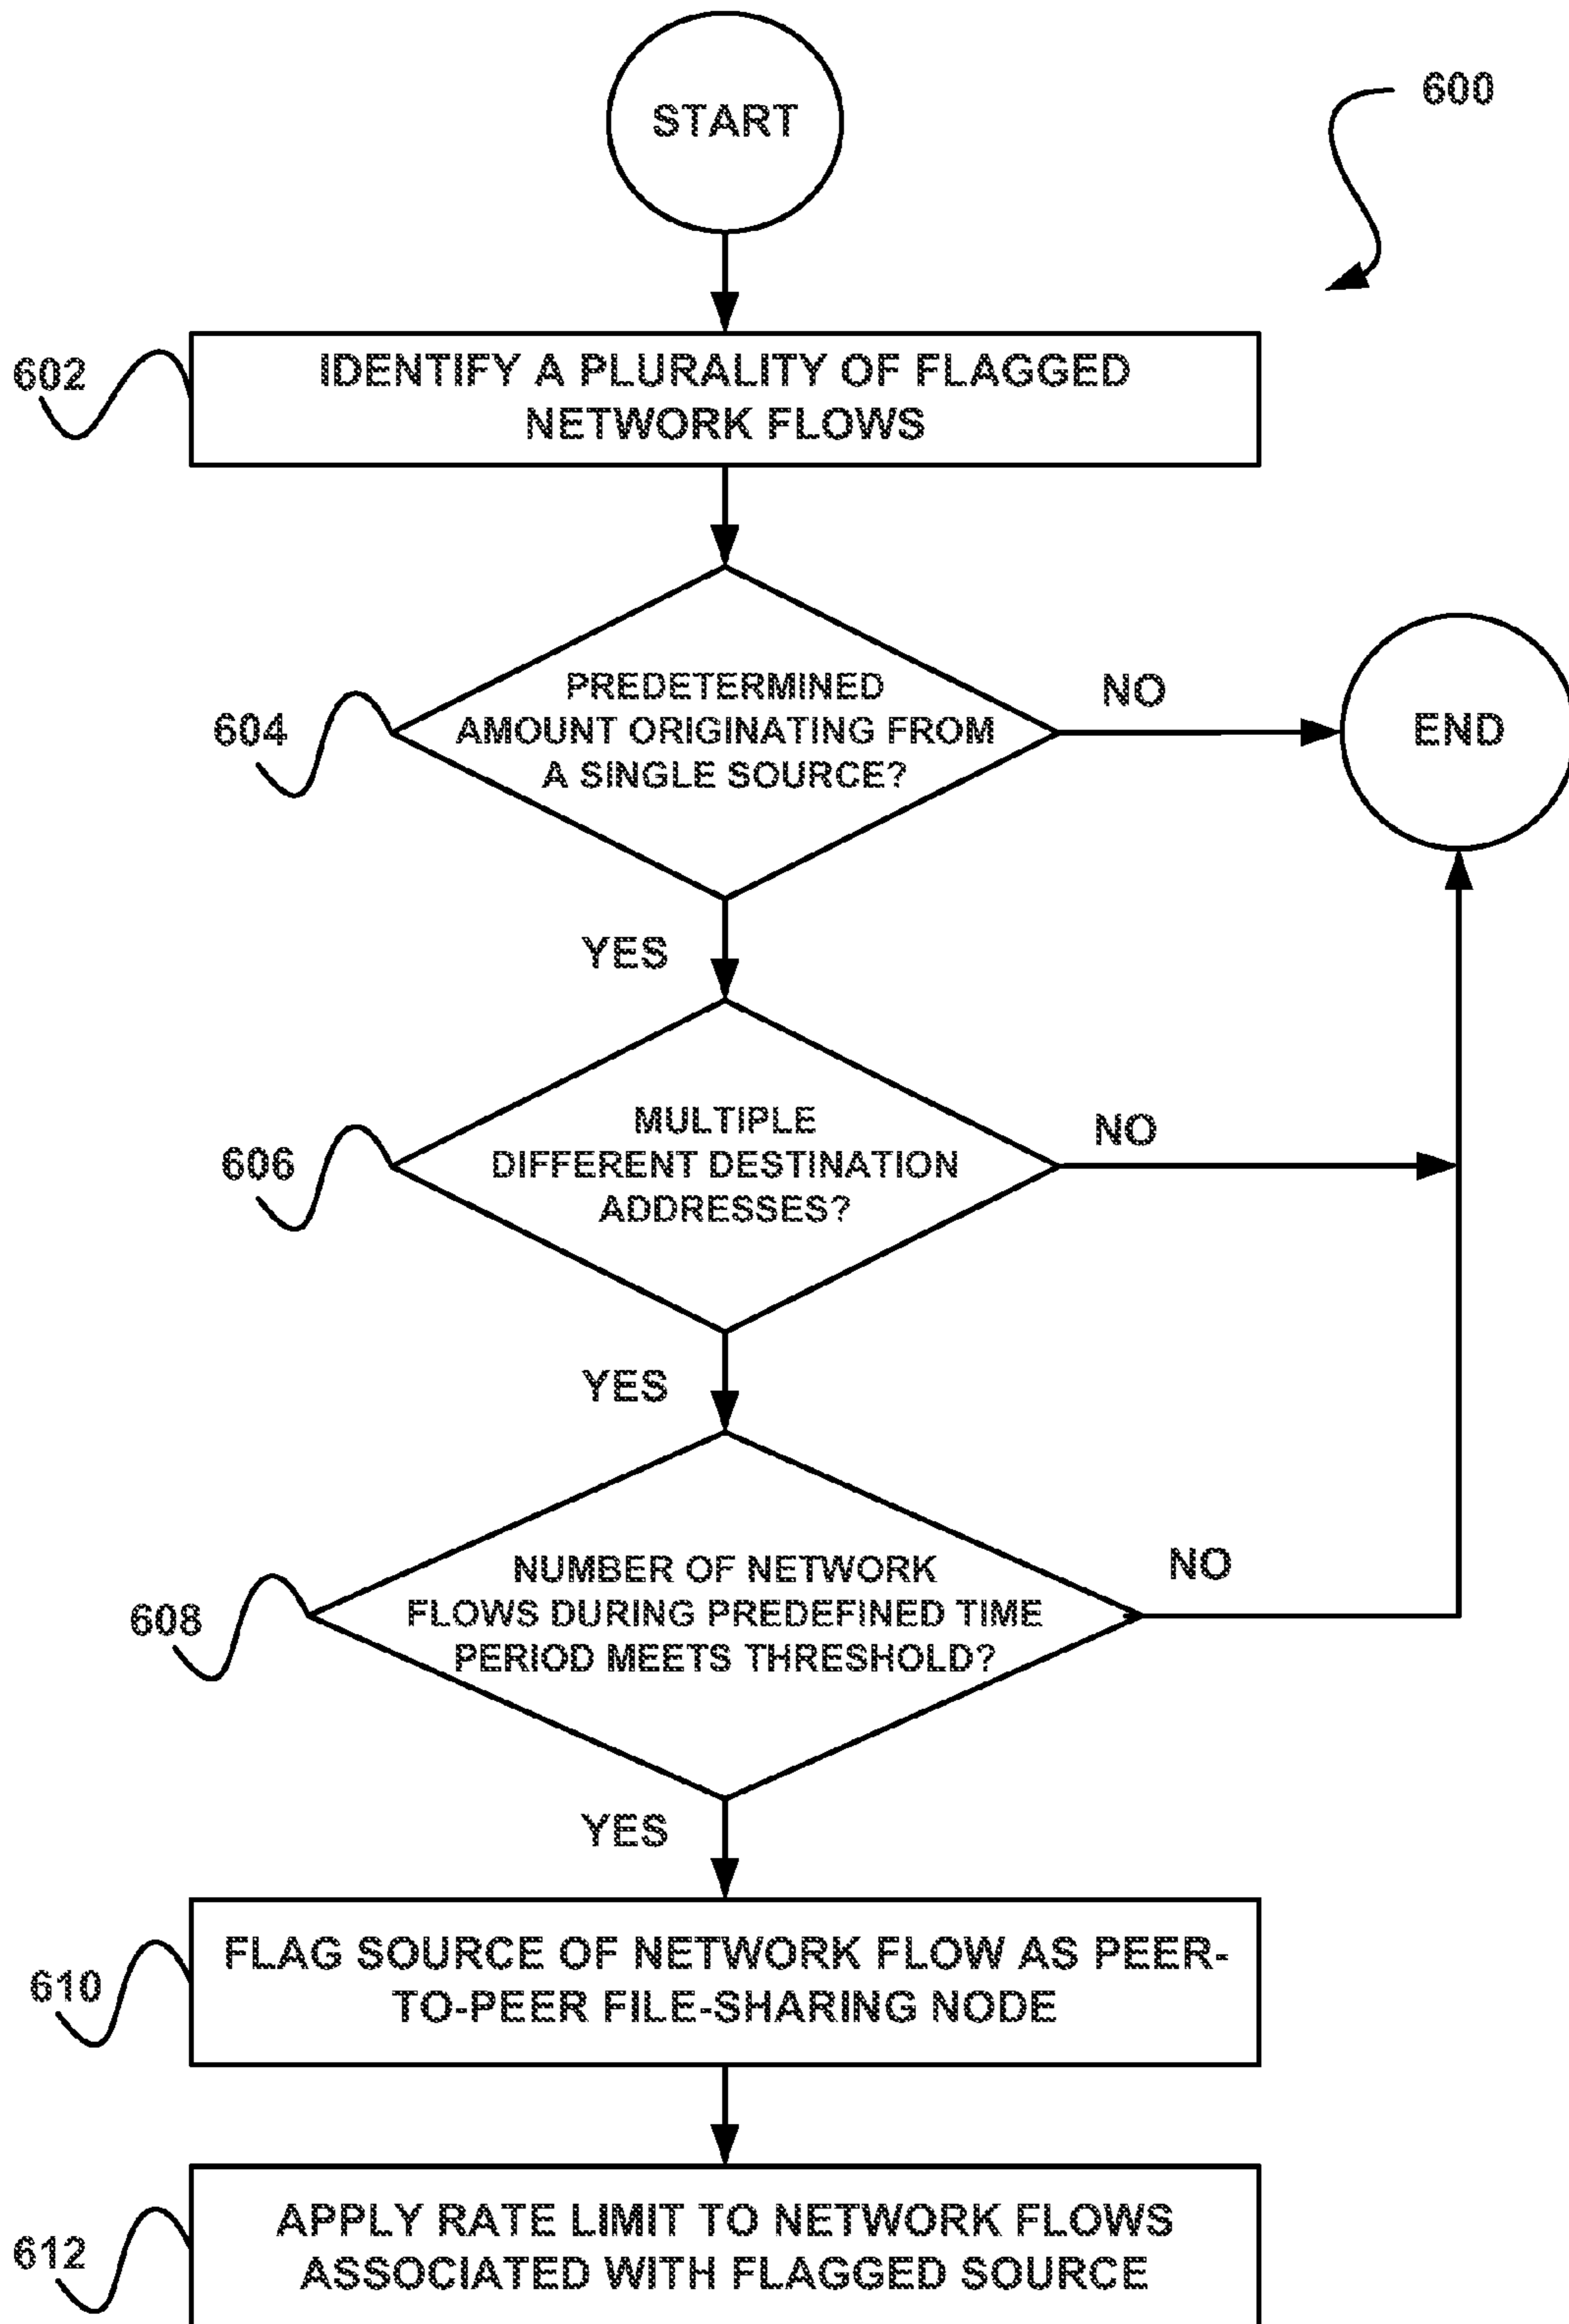 START
600
602
IDENTIFY A PLURALITY OF FLAGGED
NETWORK FLOWS
604
PREDETERMINED
AMOUNT ORIGINATING FROM
A SINGLE SOURCE?
NO
END
YES
606
MULTIPLE
DIFFERENT DESTINATION
ADDRESSES?
NO
YES
608
NUMBER OF NETWORK
FLOWS DURING PREDEFINED TIME
PERIOD MEETS THRESHOLD?
NO
YES
610
FLAG SOURCE OF NETWORK FLOW AS PEER-
TO-PEER FILE-SHARING NODE
612
APPLY RATE LIMIT TO NETWORK FLOWS
ASSOCIATED WITH FLAGGED SOURCE